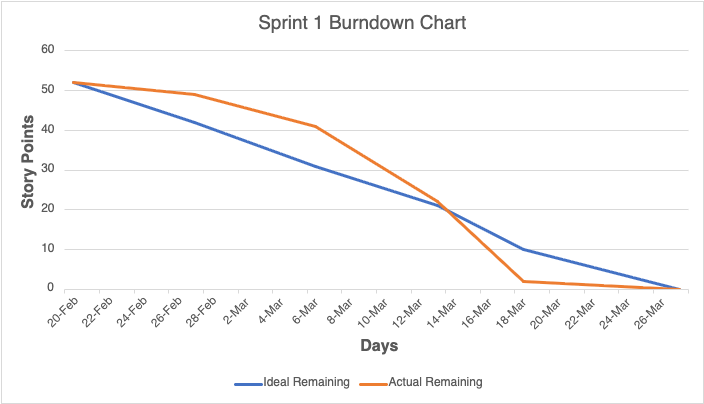 Sprint 1 Burndown Chart
60
50
40
30
20
10
0
Story Points
20-Feb
22-Feb
24-Feb
26-Feb
28-Feb
2-Mar
4-Mar
6-Mar
8-Mar
10-Mar
12-Mar
14-Mar
16-Mar
18-Mar
20-Mar
22-Mar
24-Mar
26-Mar
Days
Ideal Remaining
Actual Remaining